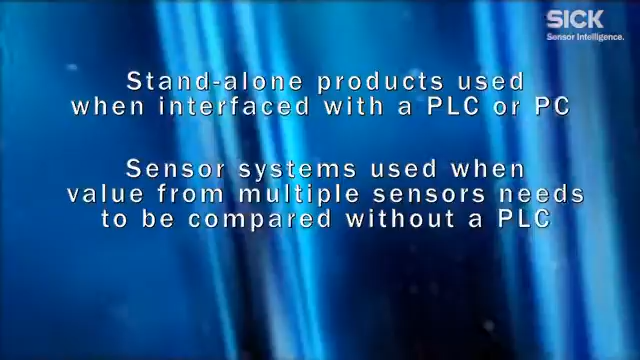 SICK
Sensor Intelligence.
Stand-alone products used
when interfaced with a PLC or PC
Sensor systems used when
value from multiple sensors needs
to be compared without a PLC